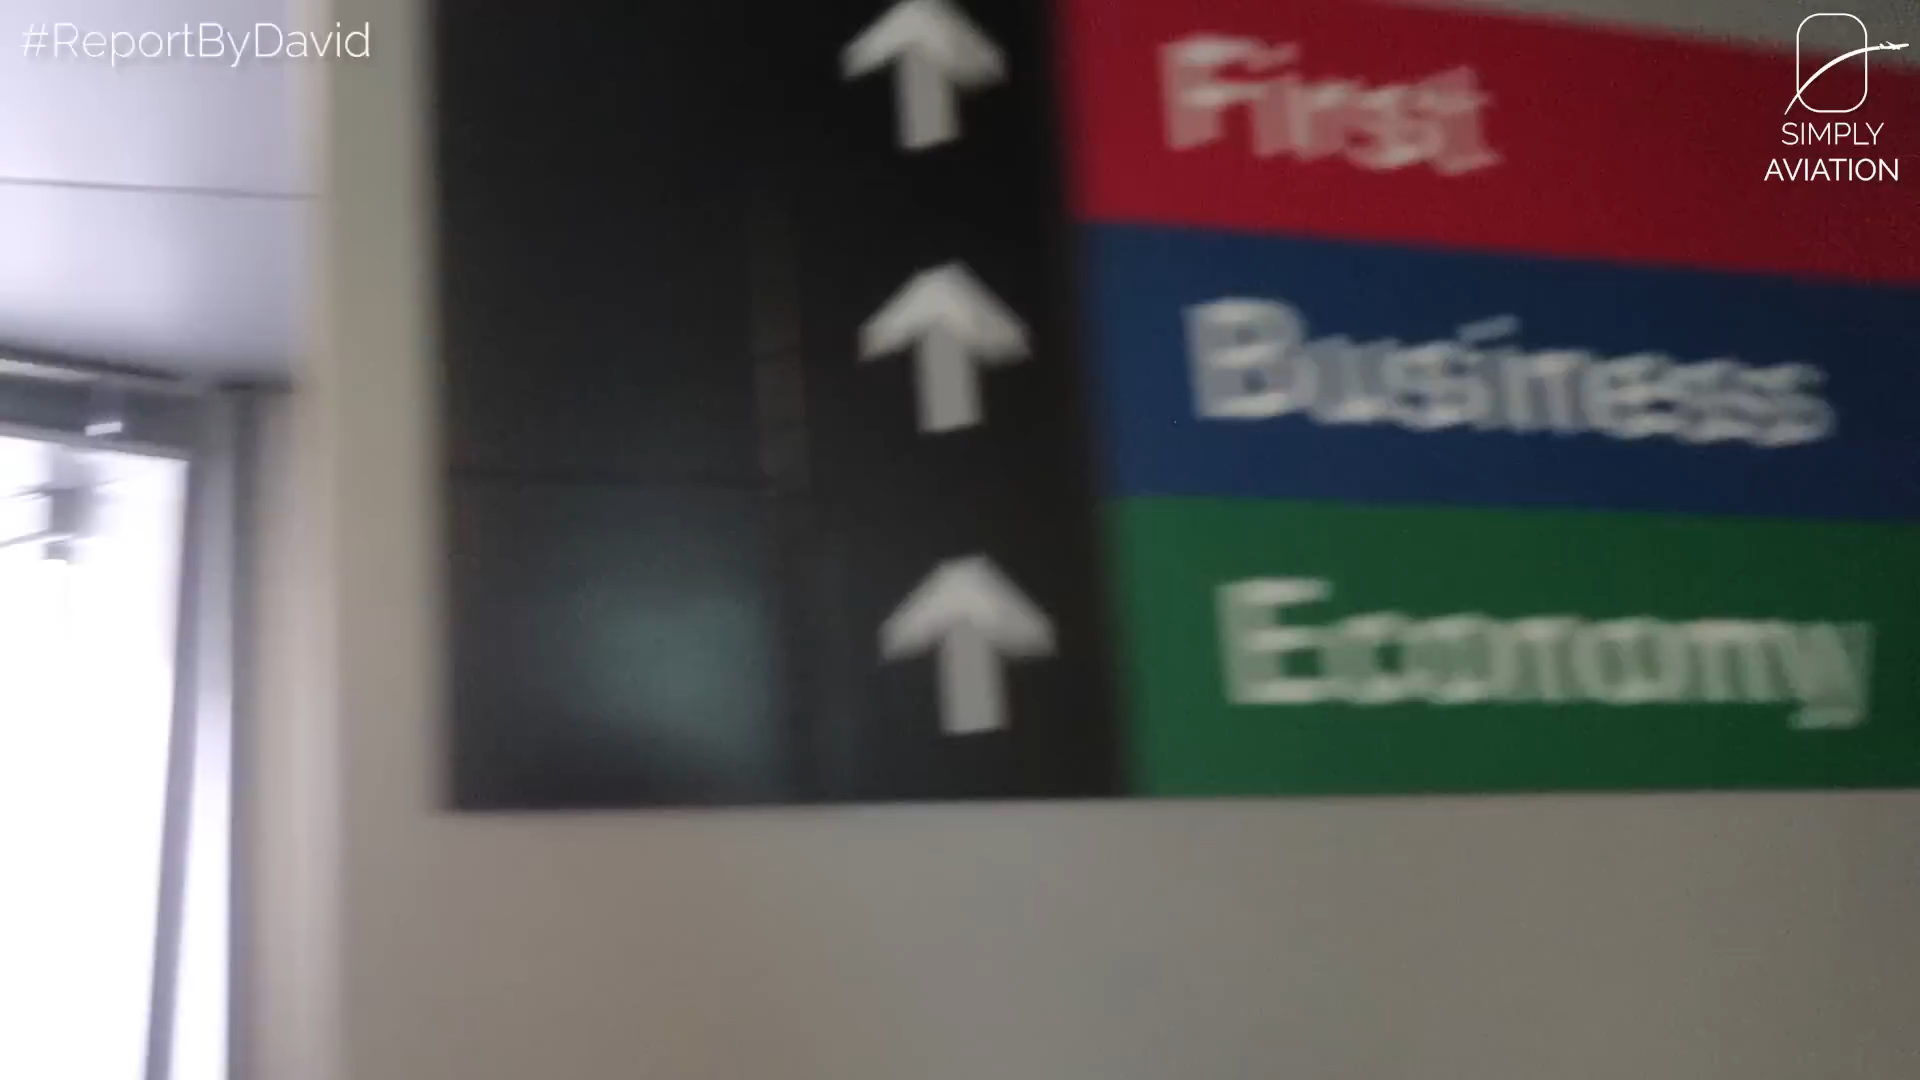 #ReportByDavid
SIMPLY
AVIATION
First
Business
Economy